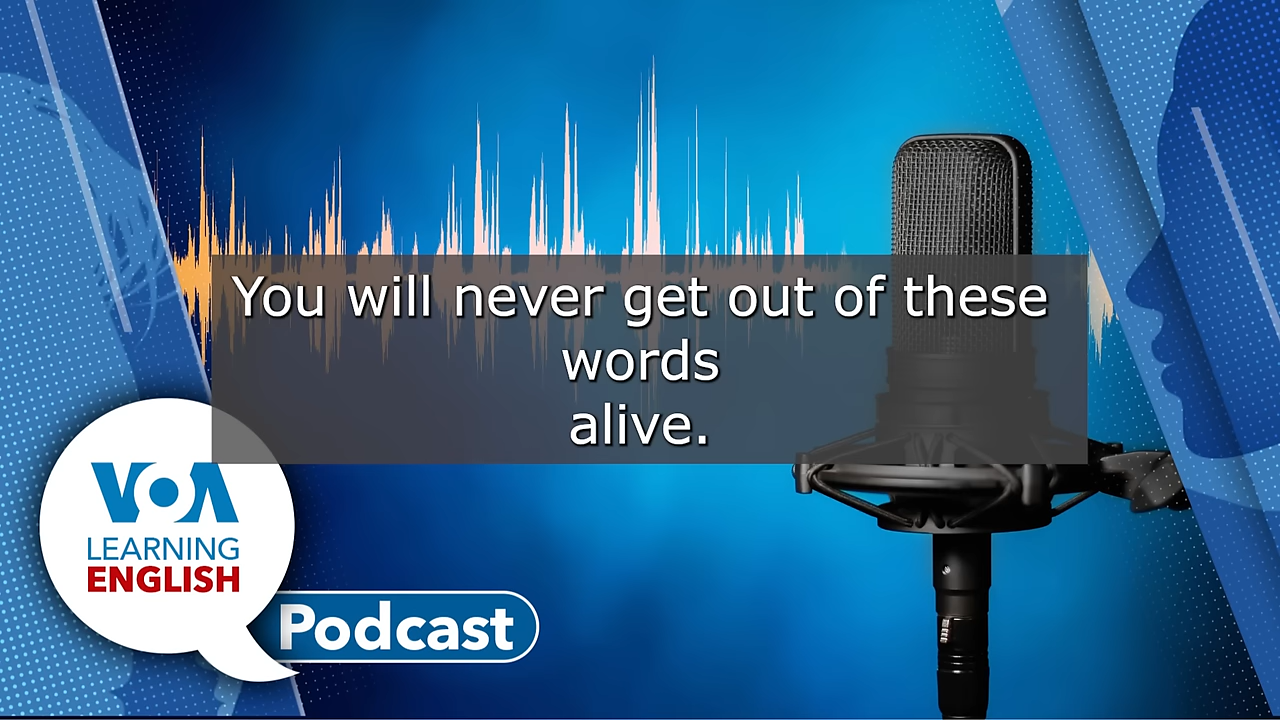 You will never get out of these
words
alive.
VOA
LEARNING
ENGLISH
Podcast